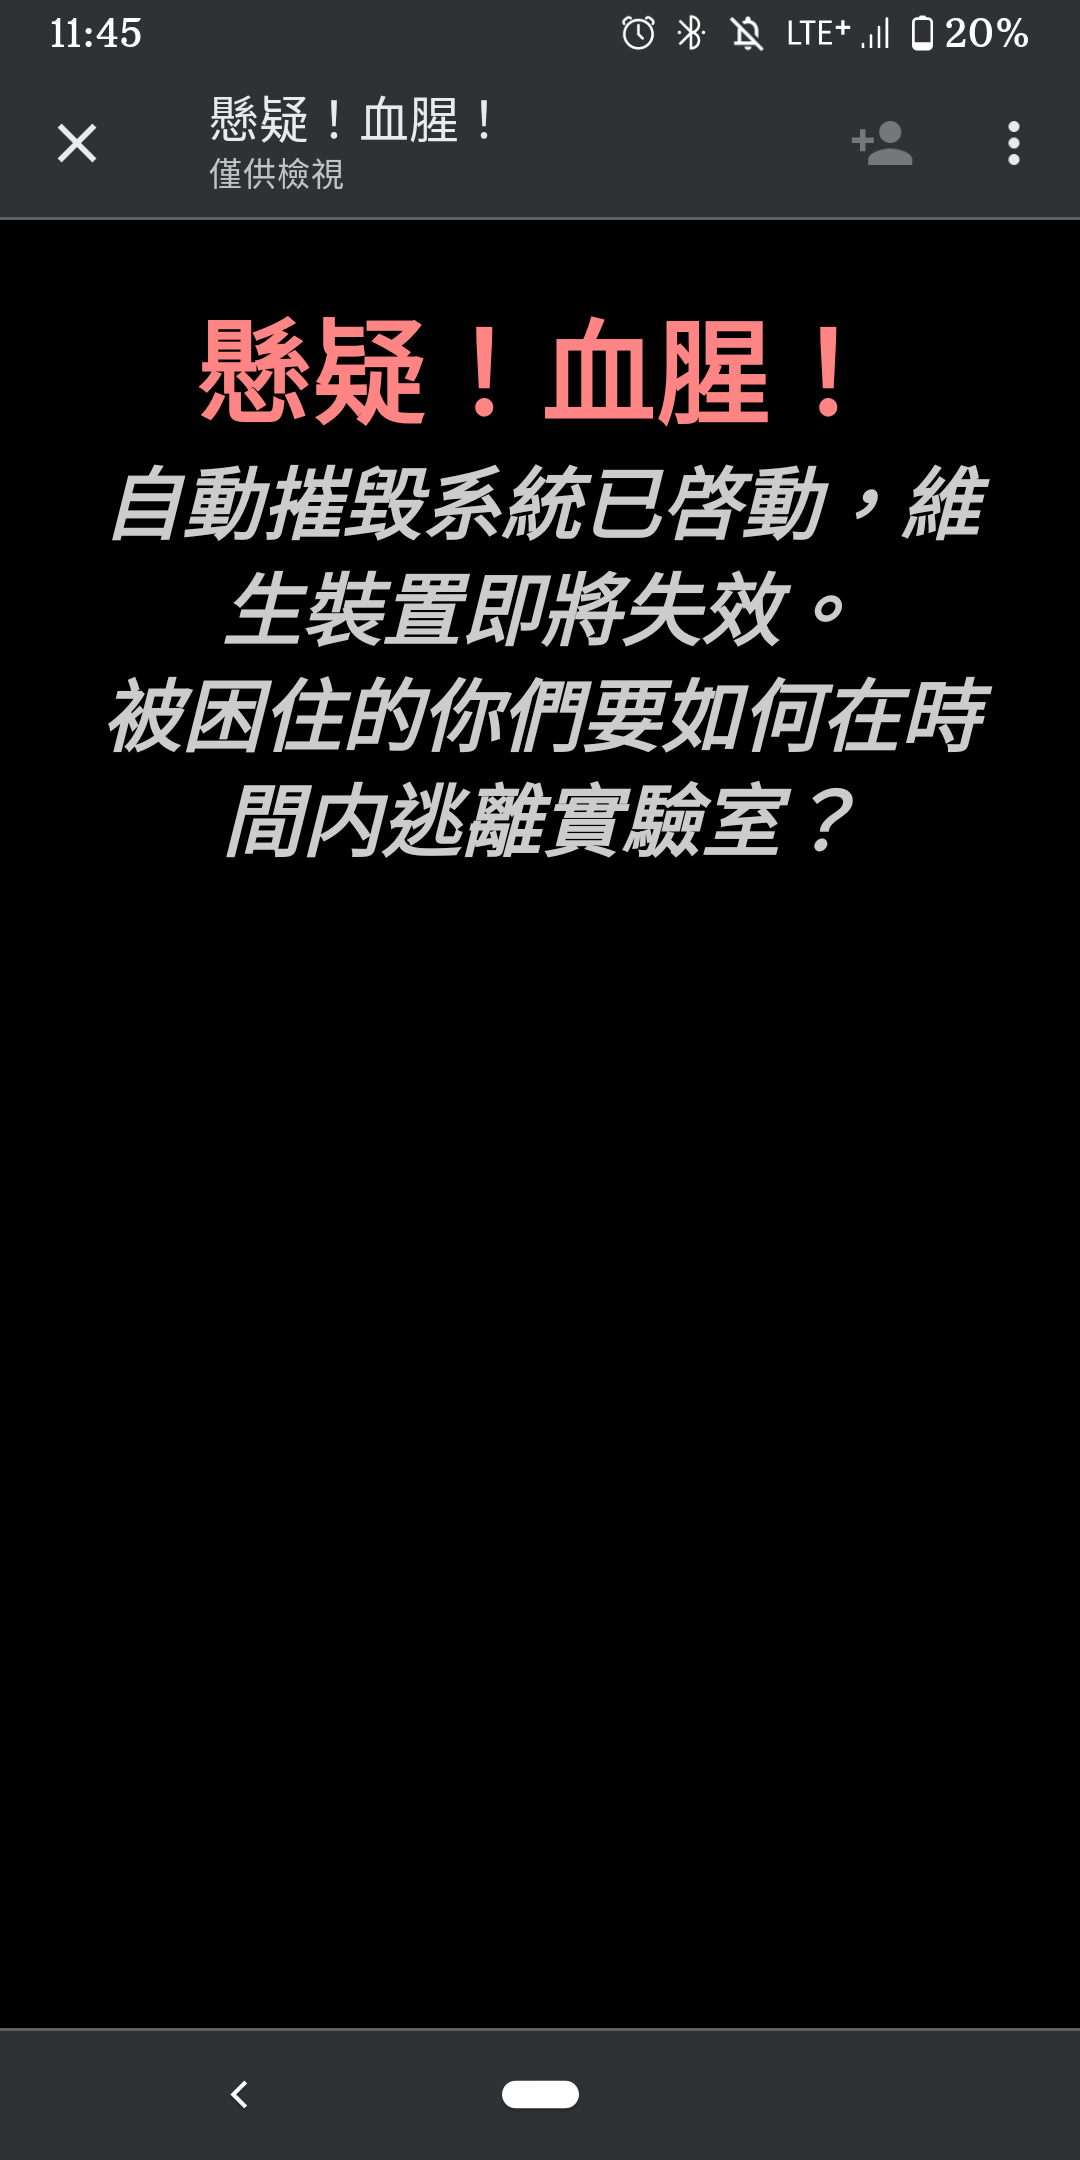 11:45 LTE+ 20%
懸疑！血腥！
僅供檢視
懸疑！血腥！
自動摧毀系統已啓動，維
生裝置即將失效。
被困住的你們要如何在時
間内逃離實驗室？